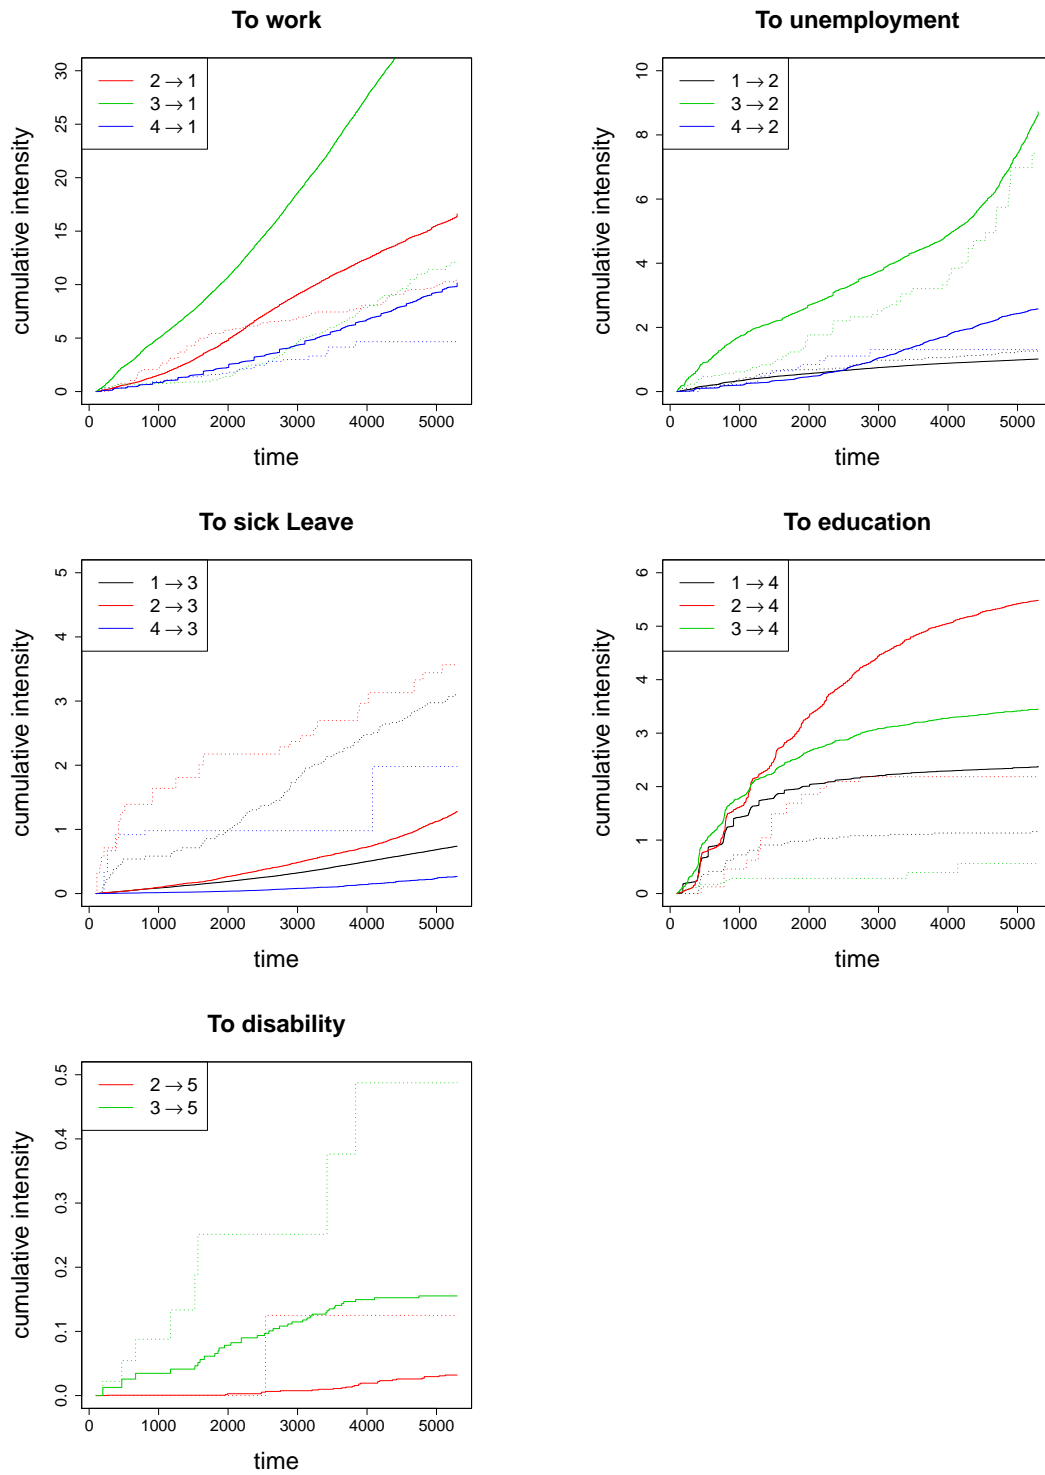 To work
2 → 1
3 → 1
4 → 1
cumulative intensity
0 5 10 15 20 25 30
0 1000 2000 3000 4000 5000
time
To unemployment
1 → 2
3 → 2
4 → 2
cumulative intensity
0 2 4 6 8 10
0 1000 2000 3000 4000 5000
time
To sick Leave
1 → 3
2 → 3
4 → 3
cumulative intensity
0 1 2 3 4 5
0 1000 2000 3000 4000 5000
time
To education
1 → 4
2 → 4
3 → 4
cumulative intensity
0 1 2 3 4 5 6
0 1000 2000 3000 4000 5000
time
To disability
2 → 5
3 → 5
cumulative intensity
0.0 0.1 0.2 0.3 0.4 0.5
0 1000 2000 3000 4000 5000
time